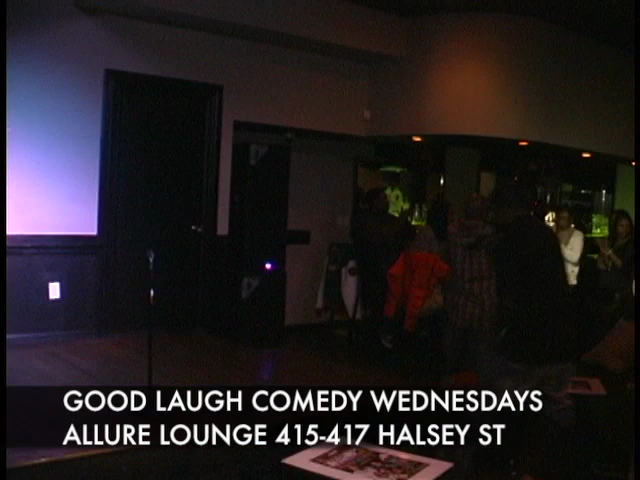 GOOD LAUGH COMEDY WEDNESDAYS
ALLURE LOUNGE 415-417 HALSEY ST